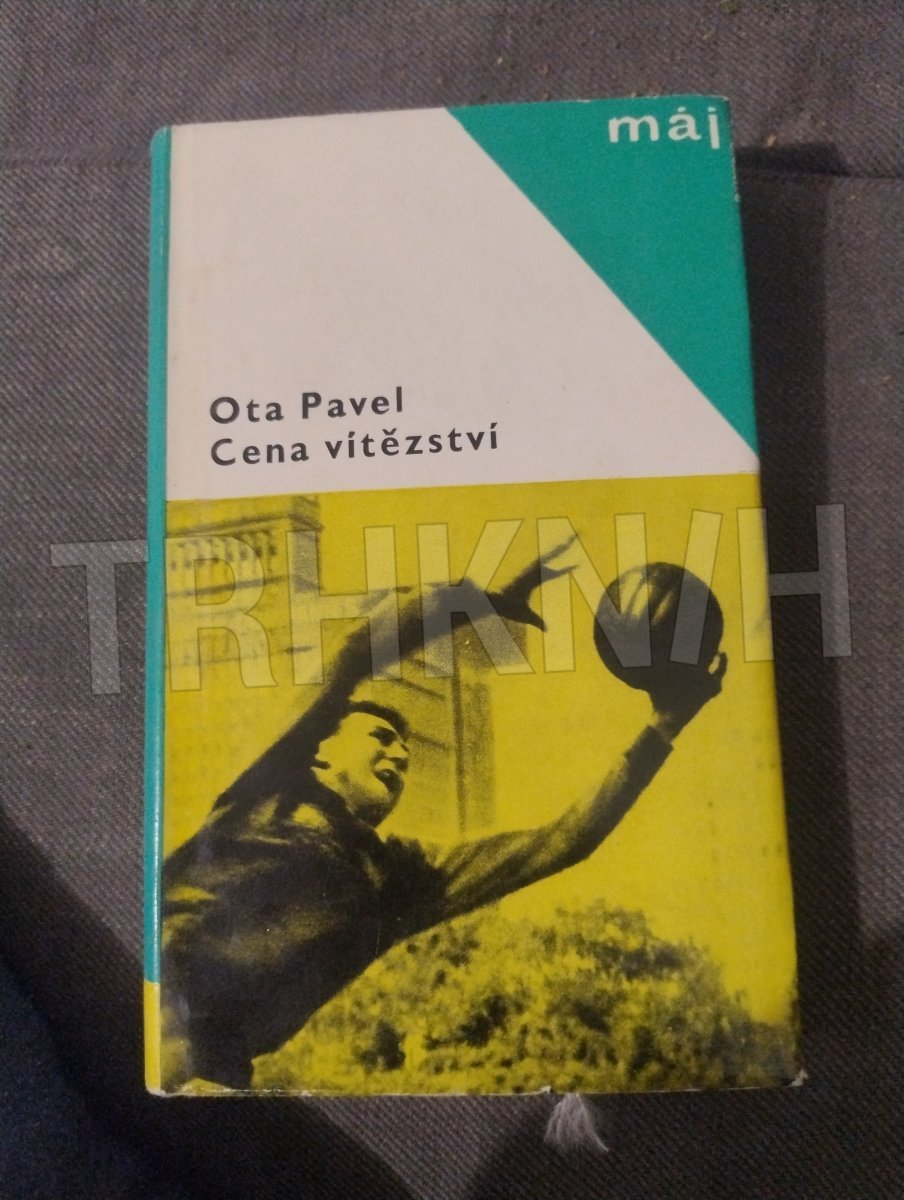 máj
Ota Pavel
Cena vítězství
TRHKNIH